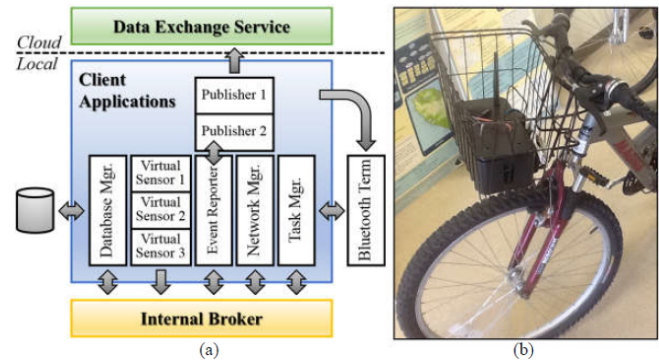 Data Exchange Service
Cloud
Local
Client
Applications
Publisher 1
Publisher 2
Database Mgr.
Virtual
Sensor 1
Virtual
Sensor 2
Virtual
Sensor 3
Event Reporter
Network Mgr.
Task Mgr.
Bluetooth Term
Internal Broker
(a)
(b)